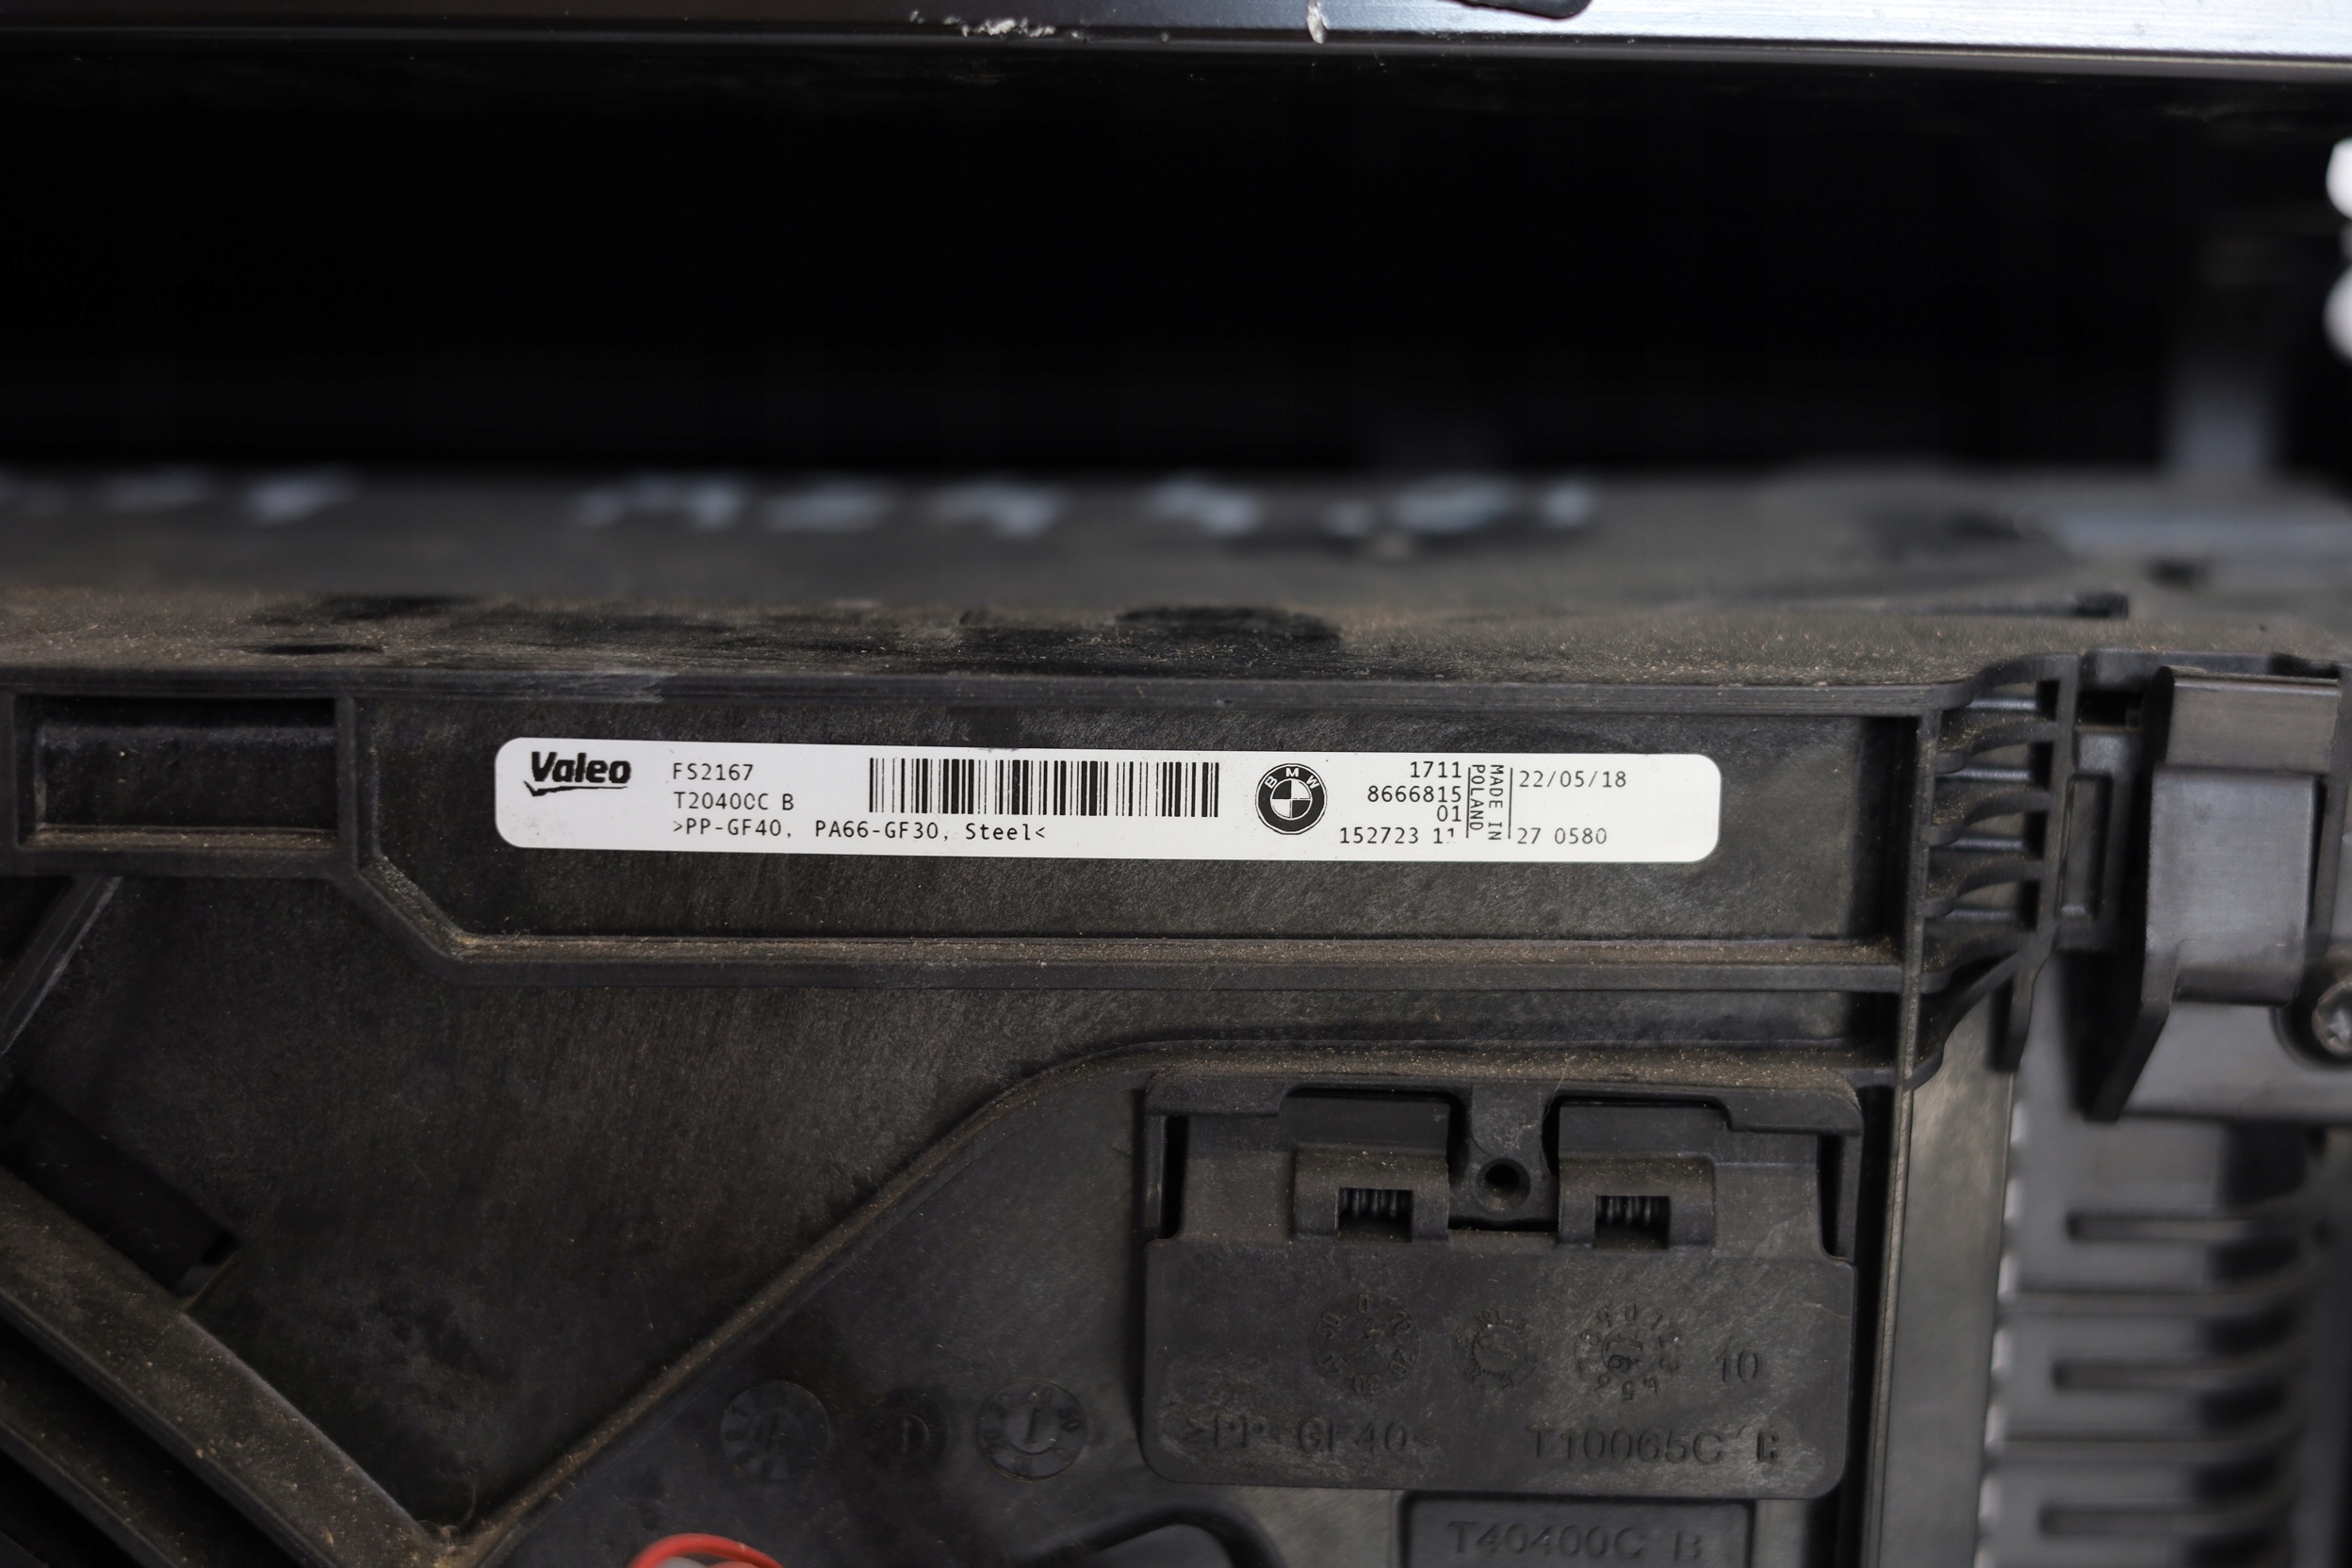 Valeo
FS2167
T20400C B
>PP-GF40, PA66-GF30, Steel<
BMW
1711
8666815
01
152723
MADE IN
POLAND
22/05/18
27 0580
10
>PP-GF40<
T10065C
T40400C B